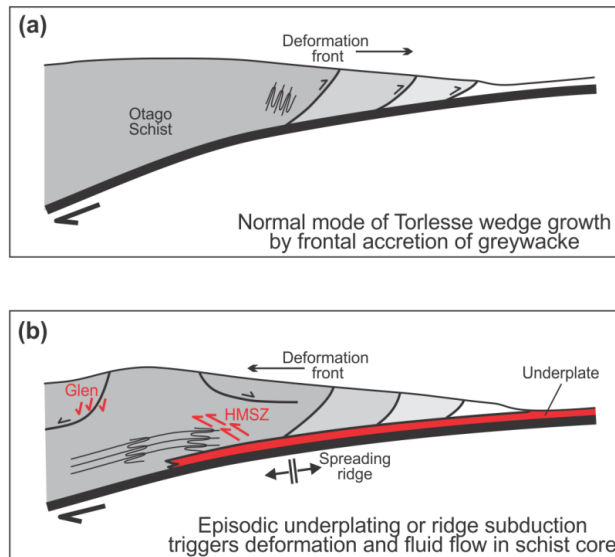 (a)
Deformation
front
Otago
Schist
Normal mode of Torlesse wedge growth
by frontal accretion of greywacke
(b)
Deformation
front
Underplate
Glen
HMSZ
Spreading
ridge
Episodic underplating or ridge subduction
triggers deformation and fluid flow in schist core